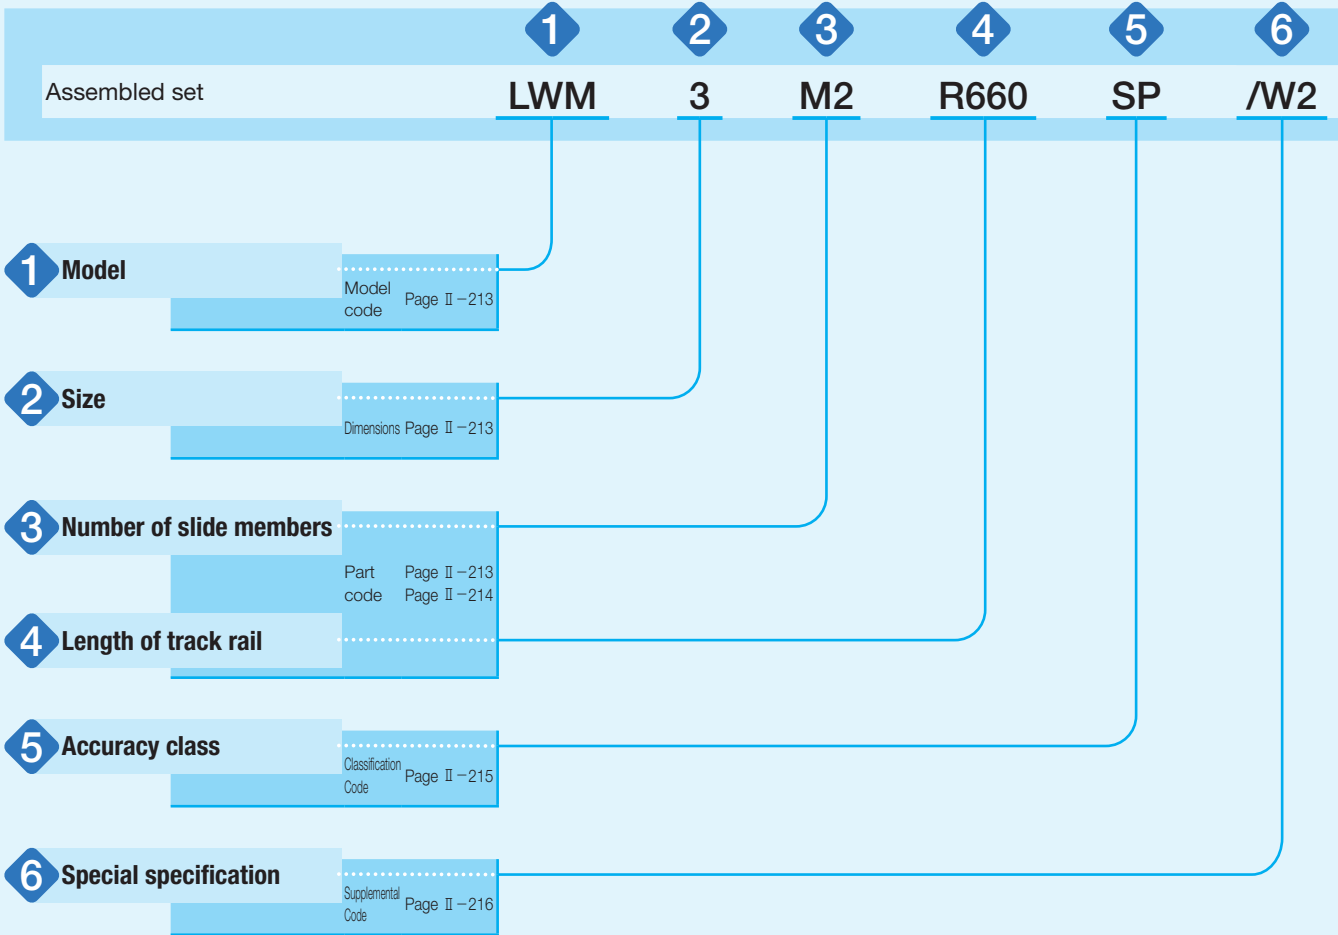 1 2 3 4 5 6
Assembled set LWM 3 M2 R660 SP /W2
1 Model
Model code Page Ⅱ－213
2 Size
Dimensions Page Ⅱ－213
3 Number of slide members
Part code Page Ⅱ－213
Page Ⅱ－214
4 Length of track rail
5 Accuracy class
Classification Code Page Ⅱ－215
6 Special specification
Supplemental Code Page Ⅱ－216